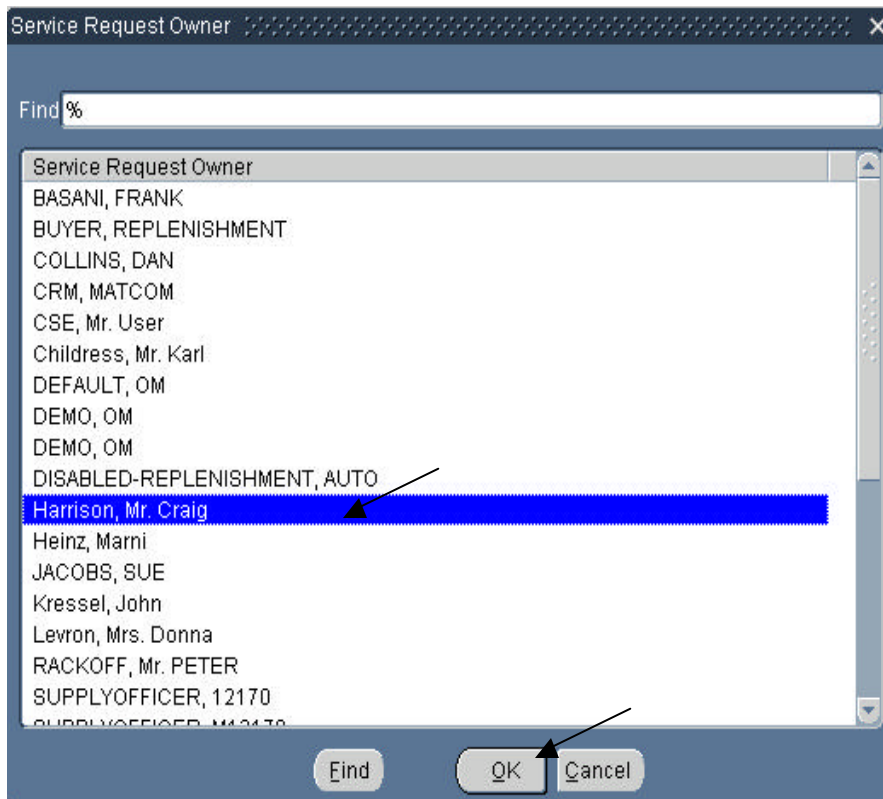 Service Request Owner
Find %
Service Request Owner
BASANI, FRANK
BUYER, REPLENISHMENT
COLLINS, DAN
CRM, MATCOM
CSE, Mr. User
Childress, Mr. Karl
DEFAULT, OM
DEMO, OM
DEMO, OM
DISABLED-REPLENISHMENT, AUTO
Harrison, Mr. Craig
Heinz, Marni
JACOBS, SUE
Kressel, John
Levron, Mrs. Donna
RACKOFF, Mr. PETER
SUPPLYOFFICER, 12170
Find OK Cancel